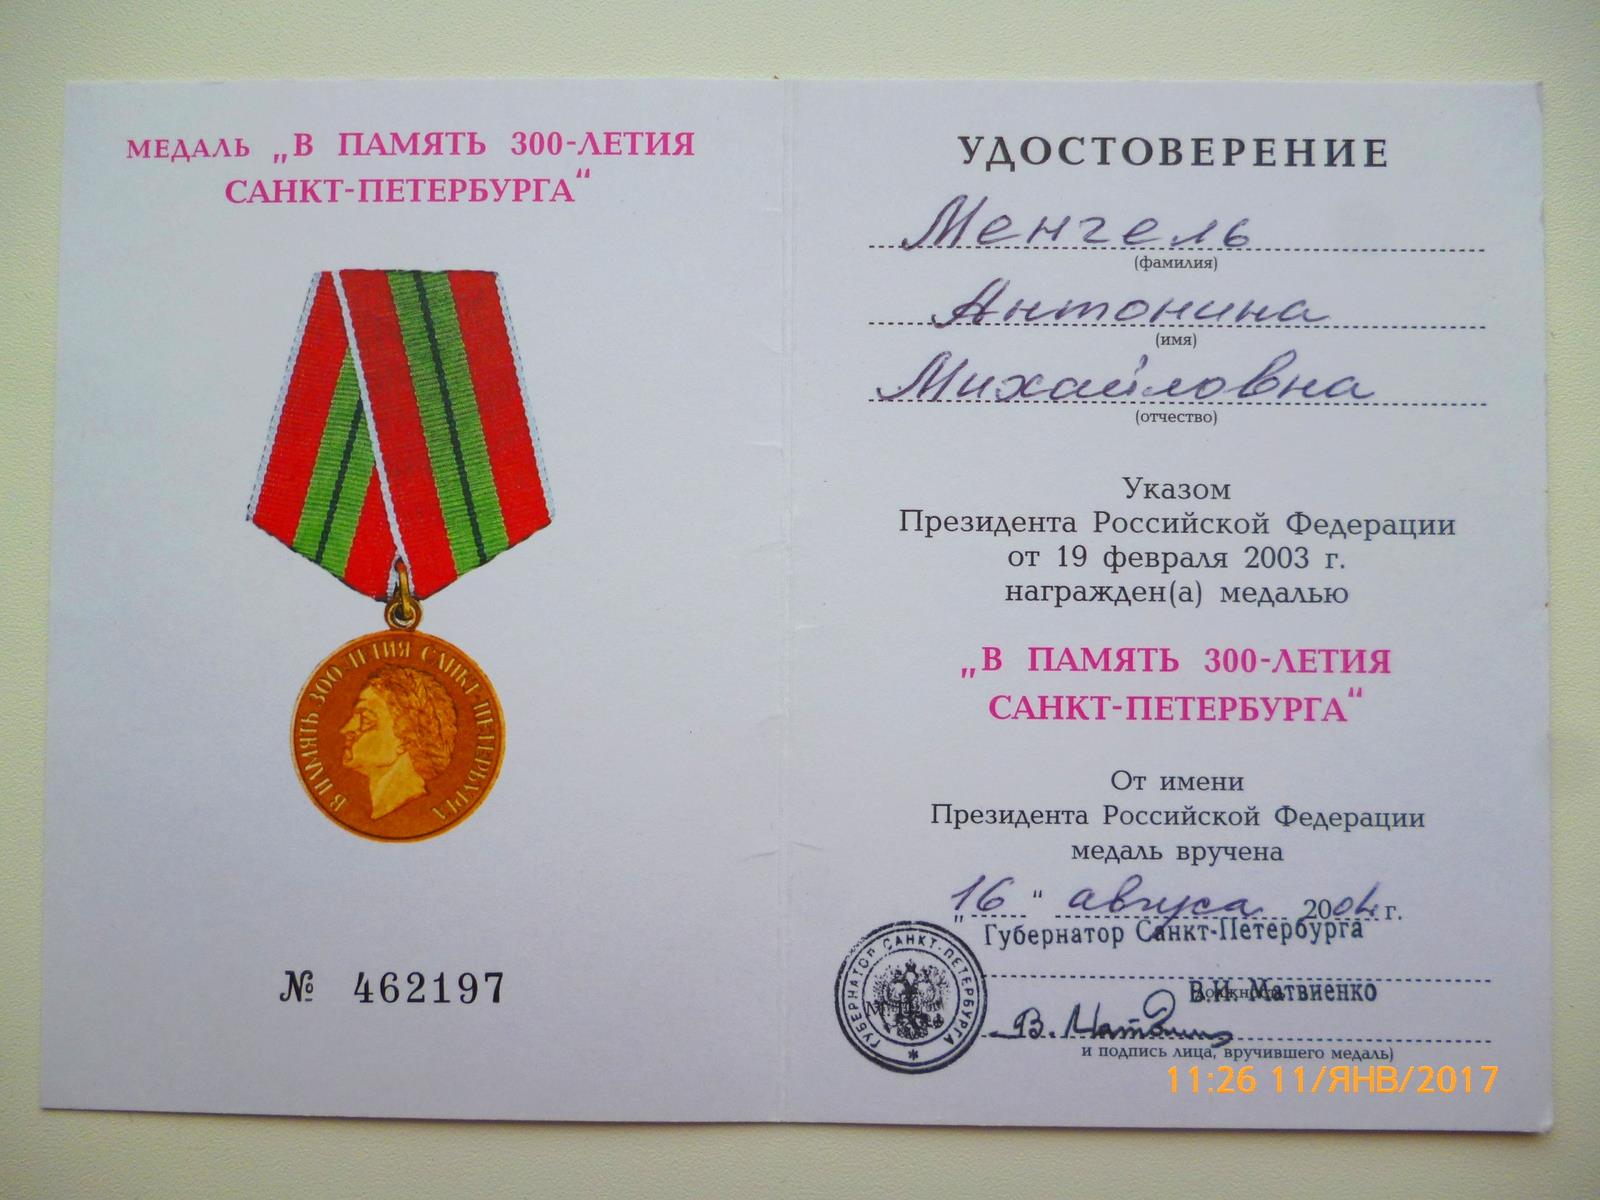 МЕДАЛЬ „В ПАМЯТЬ 300-ЛЕТИЯ
САНКТ-ПЕТЕРБУРГА“
В ПАМЯТЬ 300-ЛЕТИЯ САНКТ-ПЕТЕРБУРГА
№ 462197
УДОСТОВЕРЕНИЕ
Менгель
(фамилия)
Антонина
(имя)
Михайловна
(отчество)
Указом
Президента Российской Федерации
от 19 февраля 2003 г.
награжден(а) медалью
„В ПАМЯТЬ 300-ЛЕТИЯ
САНКТ-ПЕТЕРБУРГА“
От имени
Президента Российской Федерации
медаль вручена
„16“ августа 2004 г.
Губернатор Санкт-Петербурга
В.И. Матвиенко
ГУБЕРНАТОР САНКТ-ПЕТЕРБУРГА
В. Матвиенко
и подпись лица, вручившего медаль)
11:26 11/ЯНВ/2017